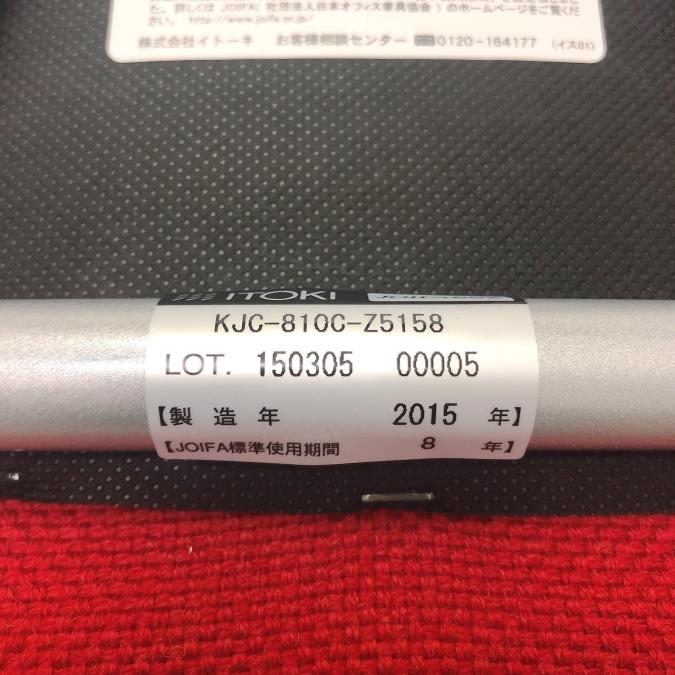 た。詳しくは JOIFA( 社団法人日本オフィス家具協会 ) のホームページをご覧くださ
い。 http://www.joifa.or.jp/
株式会社イトーキ お客様相談センター 0120-164177 (イス01)
ITOKI
KJC-810C-Z5158
LOT. 150305 00005
【製 造 年 2015 年】
【JOIFA標準使用期間 8 年】